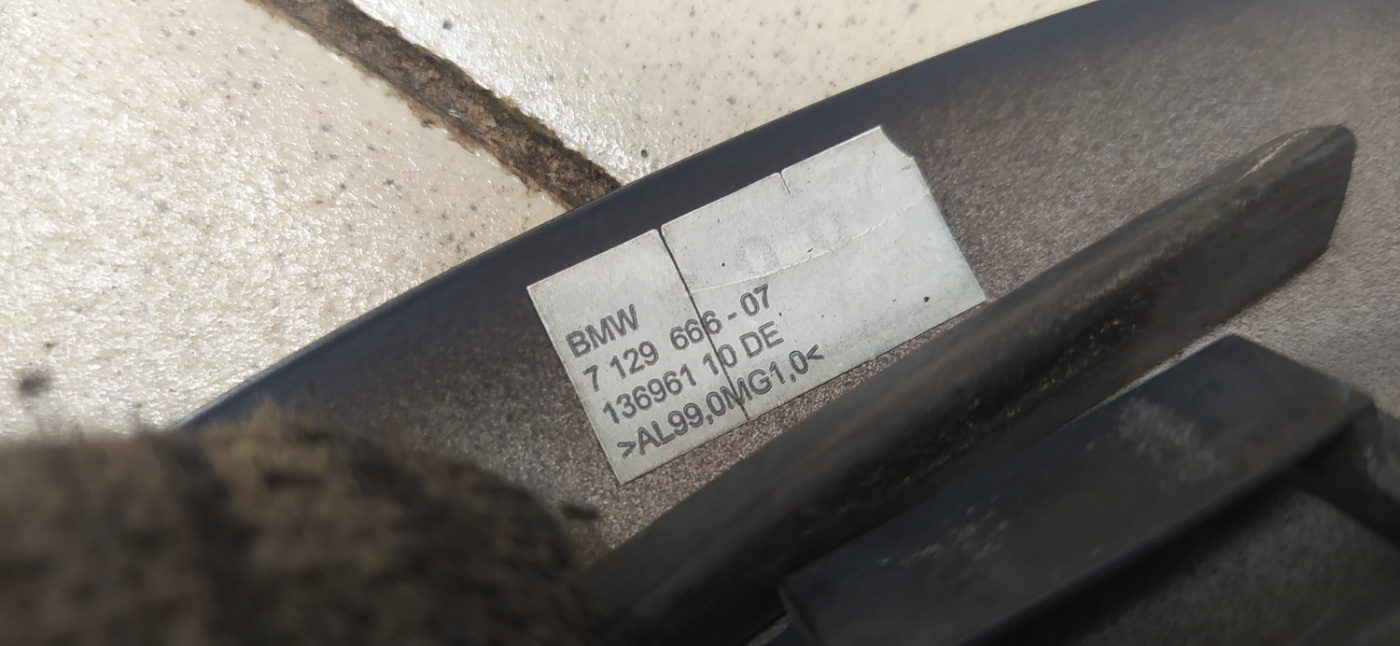 BMW
7 129 666 - 07
136961 10 DE
>AL99,0MG1,0<